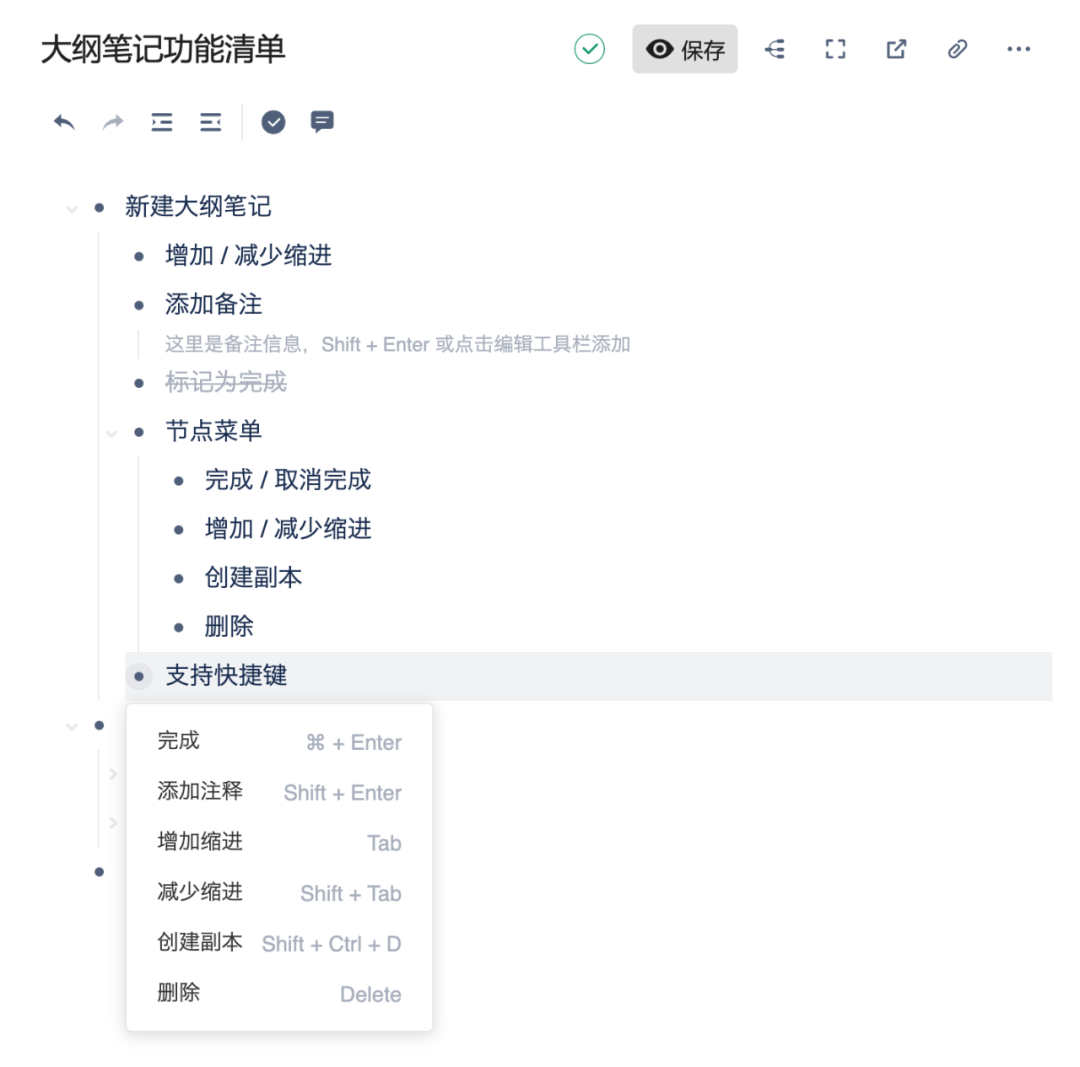 大纲笔记功能清单
保存
新建大纲笔记
增加 / 减少缩进
添加备注
这里是备注信息，Shift + Enter 或点击编辑工具栏添加
标记为完成
节点菜单
完成 / 取消完成
增加 / 减少缩进
创建副本
删除
支持快捷键
完成 ⌘ + Enter
添加注释 Shift + Enter
增加缩进 Tab
减少缩进 Shift + Tab
创建副本 Shift + Ctrl + D
删除 Delete